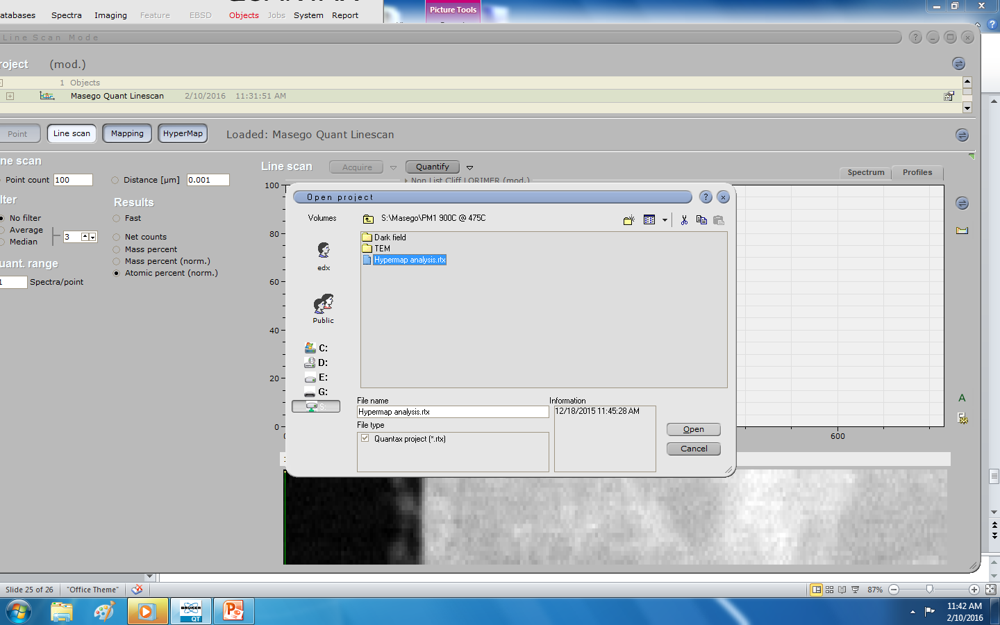 atabases Spectra Imaging Feature EBSD Objects Jobs System Report
Picture Tools
Line Scan Mode
roject (mod.)
1 Objects
Masego Quant Linescan 2/10/2016 11:31:51 AM
Point Line scan Mapping HyperMap Loaded: Masego Quant Linescan
ne scan
Line scan Acquire Quantify
Spectrum Profiles
Point count 100 Distance [µm] 0.001
Non List Cliff LORIMER (mod.)
lter
Results
No filter
Average
Median
3
Fast
Net counts
Mass percent
Mass percent (norm.)
Atomic percent (norm.)
uant. range
1 Spectra/point
100
80
60
40
20
0
600
Open project
Volumes
S:\Masego\PM1 900C @ 475C
edx
Public
C:
D:
E:
G:
S:
Dark field
TEM
Hypermap analysis.rtx
File name
Hypermap analysis.rtx
File type
Quantax project (*.rtx)
Information
12/18/2015 11:45:28 AM
Open
Cancel
A
Slide 25 of 26 "Office Theme" 87%
BRUKER
QT
11:42 AM
2/10/2016